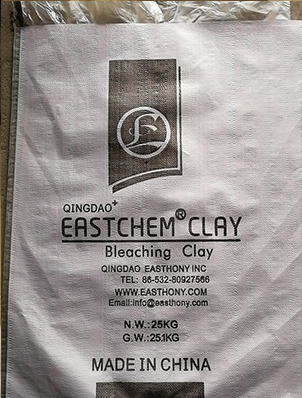 QINGDAO+
EASTCHEM® CLAY
Bleaching Clay
QINGDAO EASTHONY INC
TEL: 86-532-80927566
WWW.EASTHONY.COM
Email:info@easthony.com
N.W.:25KG
G.W.:25.1KG
MADE IN CHINA